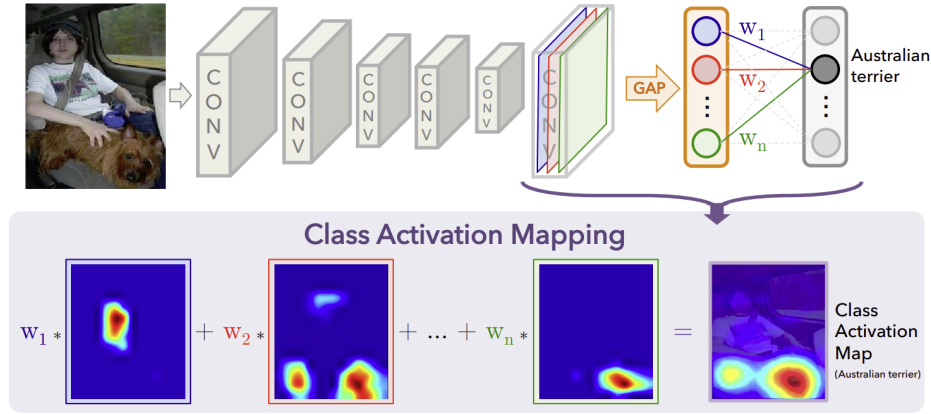 CONV
CONV
CONV
CONV
CONV
CONV
GAP
w1
w2
...
wn
...
Australian
terrier
Class Activation Mapping
w1 * + w2 * + ... + wn * =
Class
Activation
Map
(Australian terrier)